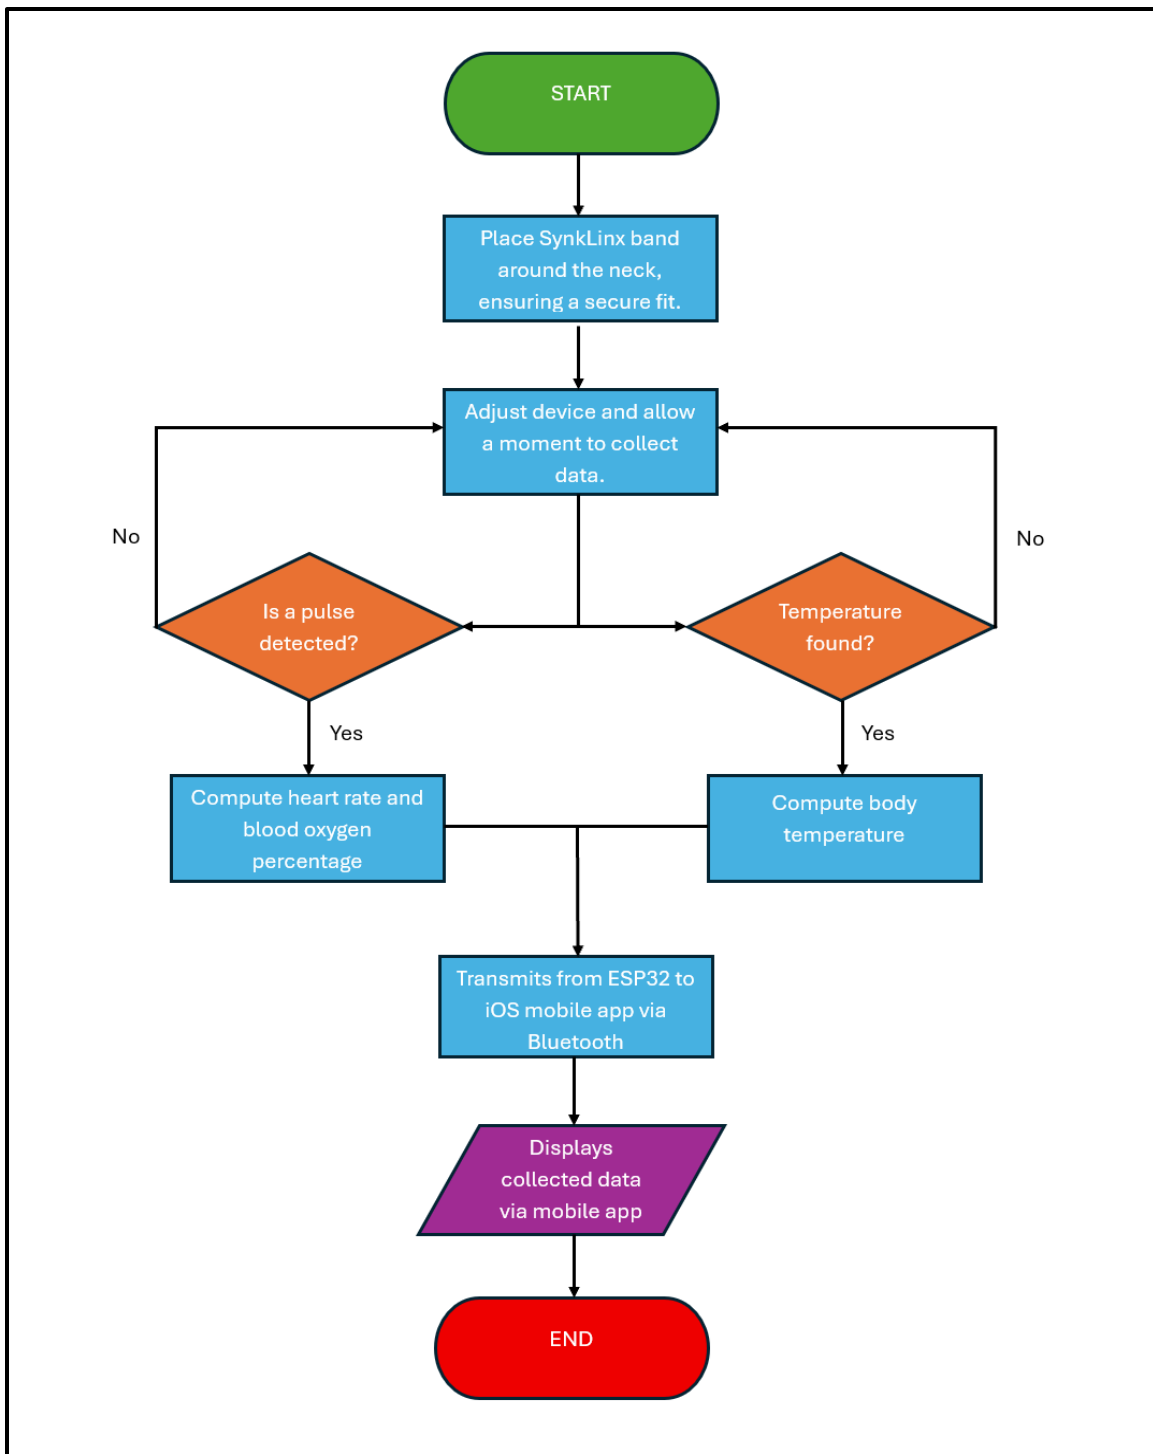 START
Place SynkLinx band
around the neck,
ensuring a secure fit.
Adjust device and allow
a moment to collect
data.
No
No
Is a pulse
detected?
Temperature
found?
Yes
Yes
Compute heart rate and
blood oxygen
percentage
Compute body
temperature
Transmits from ESP32 to
iOS mobile app via
Bluetooth
Displays
collected data
via mobile app
END